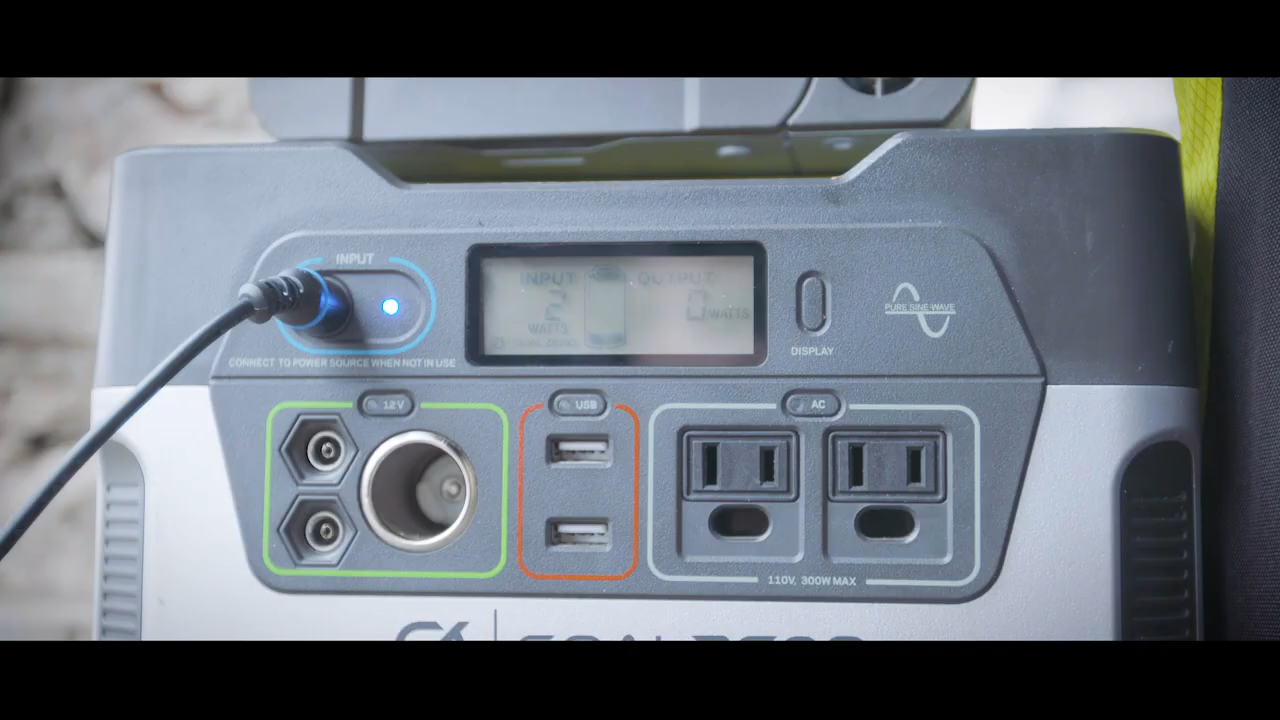 INPUT
INPUT
OUTPUT
2
0 WATTS
WATTS
PURE SINE WAVE
DISPLAY
CONNECT TO POWER SOURCE WHEN NOT IN USE
12V
USB
AC
110V, 300W MAX